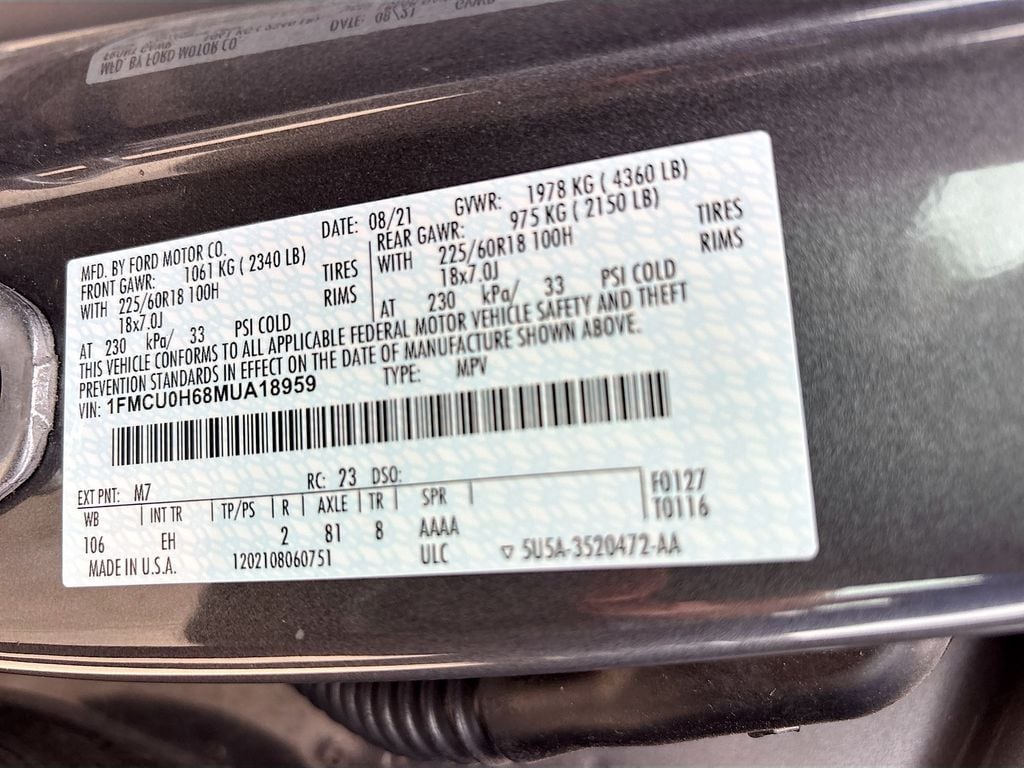 MFD. BY FORD MOTOR CO. DATE: 08/21 GVWR: 1978 KG ( 4360 LB)
FRONT GAWR: 1061 KG ( 2340 LB) REAR GAWR: 975 KG ( 2150 LB)
WITH 225/60R18 100H TIRES WITH 225/60R18 100H TIRES
18x7.0J RIMS 18x7.0J RIMS
AT 230 kPa/ 33 PSI COLD AT 230 kPa/ 33 PSI COLD
THIS VEHICLE CONFORMS TO ALL APPLICABLE FEDERAL MOTOR VEHICLE SAFETY AND THEFT
PREVENTION STANDARDS IN EFFECT ON THE DATE OF MANUFACTURE SHOWN ABOVE.
VIN: 1FMCU0H68MUA18959 TYPE: MPV
EXT PNT: M7 RC: 23 DSO: F0127
WB INT TR TP/PS R AXLE TR SPR T0116
106 EH 2 81 8 AAAA
MADE IN U.S.A. 1202108060751 ULC ▽ 5U5A-3520472-AA